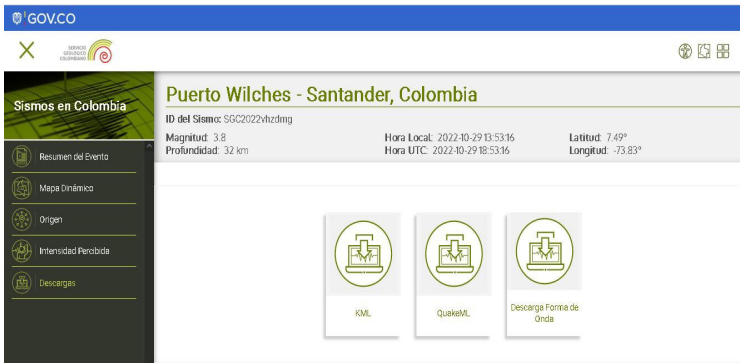 GOV.CO
SERVICIO
GEOLÓGICO
COLOMBIANO
Sismos en Colombia
Resumen del Evento
Mapa Dinámico
Origen
Intensidad Percibida
Descargas
Puerto Wilches - Santander, Colombia
ID del Sismo: SGC2022vhzdmg
Magnitud: 3.8
Profundidad: 32 km
Hora Local: 2022-10-29 13:53:16
Hora UTC: 2022-10-29 18:53:16
Latitud: 7.49°
Longitud: -73.83°
KML
QuakeML
Descarga Forma de
Onda